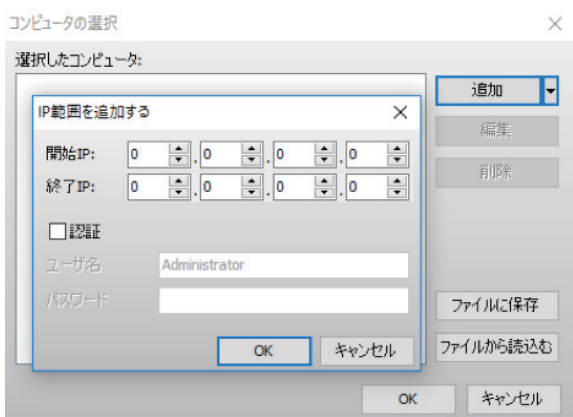 コンピュータの選択
選択したコンピュータ:
追加
編集
削除
IP範囲を追加する
開始IP: 0 . 0 . 0 . 0
終了IP: 0 . 0 . 0 . 0
認証
ユーザ名 Administrator
パスワード
OK キャンセル
ファイルに保存
ファイルから読込む
OK キャンセル